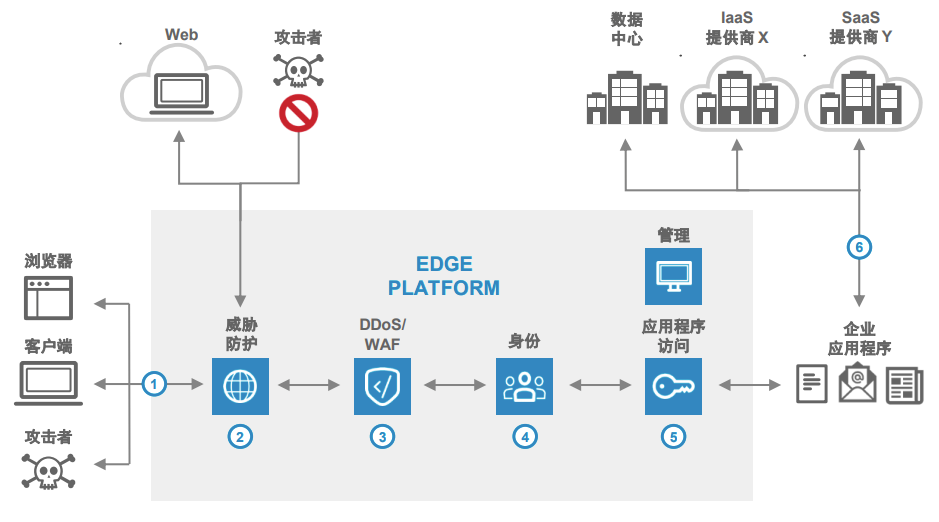 Web
攻击者
数据
中心
IaaS
提供商 X
SaaS
提供商 Y
6
管理
EDGE
PLATFORM
浏览器
客户端
攻击者
1
威胁
防护
2
DDoS/
WAF
3
身份
4
应用程序
访问
5
企业
应用程序
@